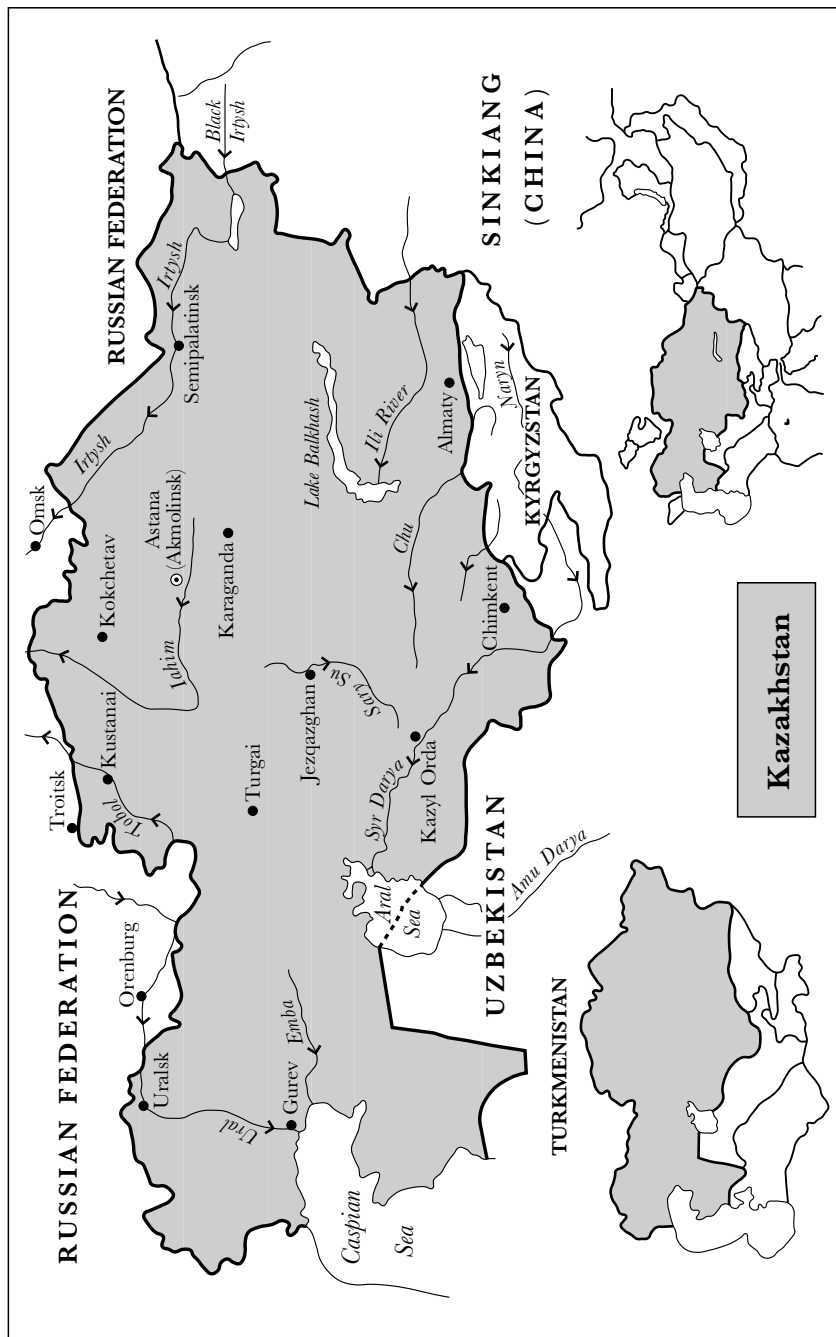 RUSSIAN FEDERATION
RUSSIAN FEDERATION
Troitsk
Omsk
Orenburg
Uralsk
Tobol
Kustanai
Kokchetav
Irtysh
Irtysh
Black
Irtysh
Semipalatinsk
Astana
(Akmolinsk)
Iahim
Karaganda
Turgai
Ural
Gurev
Emba
Jezqazghan
Sary Su
Lake Balkhash
Ili River
Almaty
Chu
Caspian
Sea
Aral
Sea
Syr Darya
Kazyl Orda
Chimkent
Naryn
KYRGYZSTAN
SINKIANG
(CHINA)
UZBEKISTAN
Amu Darya
TURKMENISTAN
Kazakhstan